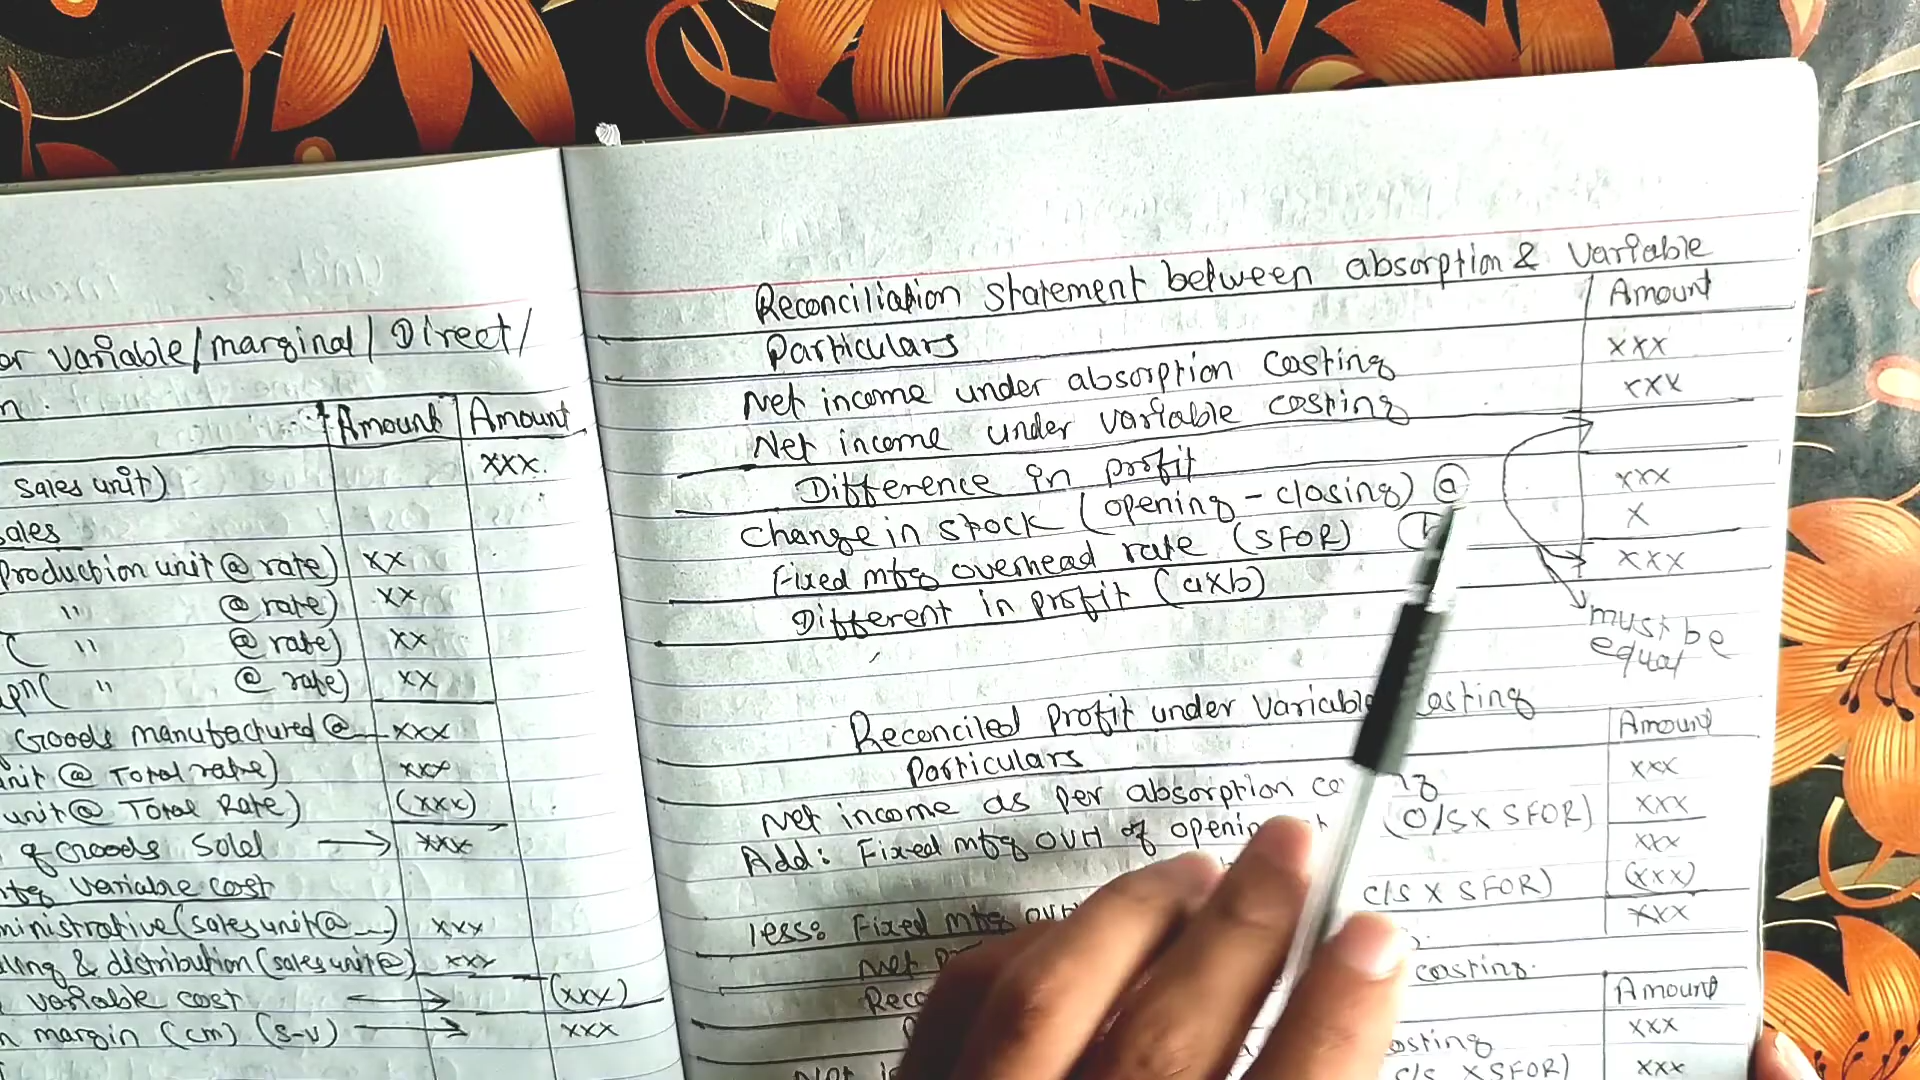 or variable/marginal/Direct/
n.
Amount Amount
sales unit) xxx.
sales
Production unit @ rate) xx
" @ rate) xx
( " @ rate) xx
" @ rate) xx
Goods manufactured @ xxx
unit @ Total rate) xxx
unit @ Total Rate) (xxx)
of Goods Sold → xxx
variable cost
ministrative (sales unit @ __) xxx
lling & distribution (sales unit @) xxx
variable cost → (xxx)
n margin (cm) (s-v) → xxx
Reconciliation statement between absorption & variable
Particulars Amount
Net income under absorption costing xxx
Net income under variable costing xxx
Difference in profit
Change in stock (opening - closing) a xxx
Fixed mfg overhead rate (SFOR) x
Different in profit (axb) xxx
must be
equal
Reconciled profit under variable costing
Particulars Amount
Net income as per absorption xxx
Add: Fixed mfg OVH of (O/S X SFOR) xxx
xxx
less: Fixed mfg OVH C/S X SFOR) (xxx)
xxx
costing.
Amount
xxx
C/S X SFOR) xxx